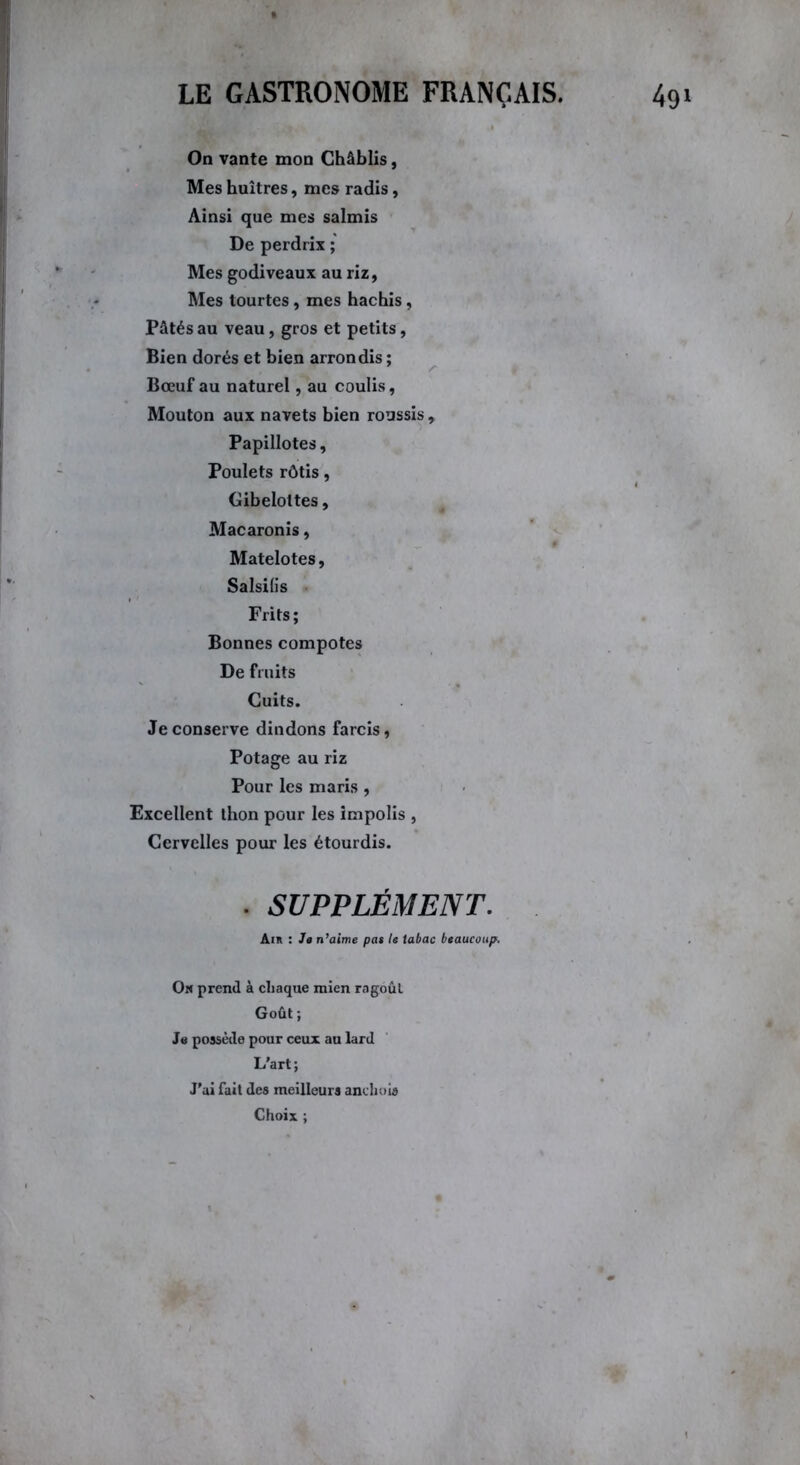 LE GASTRONOME FRANÇAIS. 491
On vante mon Châblis,
Mes huîtres, mes radis,
Ainsi que mes salmis
De perdrix ;
Mes godiveaux au riz,
Mes tourtes, mes hachis,
Pâtés au veau, gros et petits,
Bien dorés et bien arrondis ;
Bœuf au naturel, au coulis,
Mouton aux navets bien roussis,
Papillotes,
Poulets rôtis,
Gibelottes,
Macaronis,
Matelotes,
Salsifis
Frits ;
Bonnes compotes
De fruits
Cuits.
Je conserve dindons farcis,
Potage au riz
Pour les maris ,
Excellent thon pour les impolis ,
Cervelles pour les étourdis.
SUPPLÉMENT.
AIR : Je n'aime pas le tabac beaucoup.
ON prend à chaque mien ragoût
Goût ;
Je possède pour ceux au lard
L'art ;
J'ai fait des meilleurs anchois
Choix ;